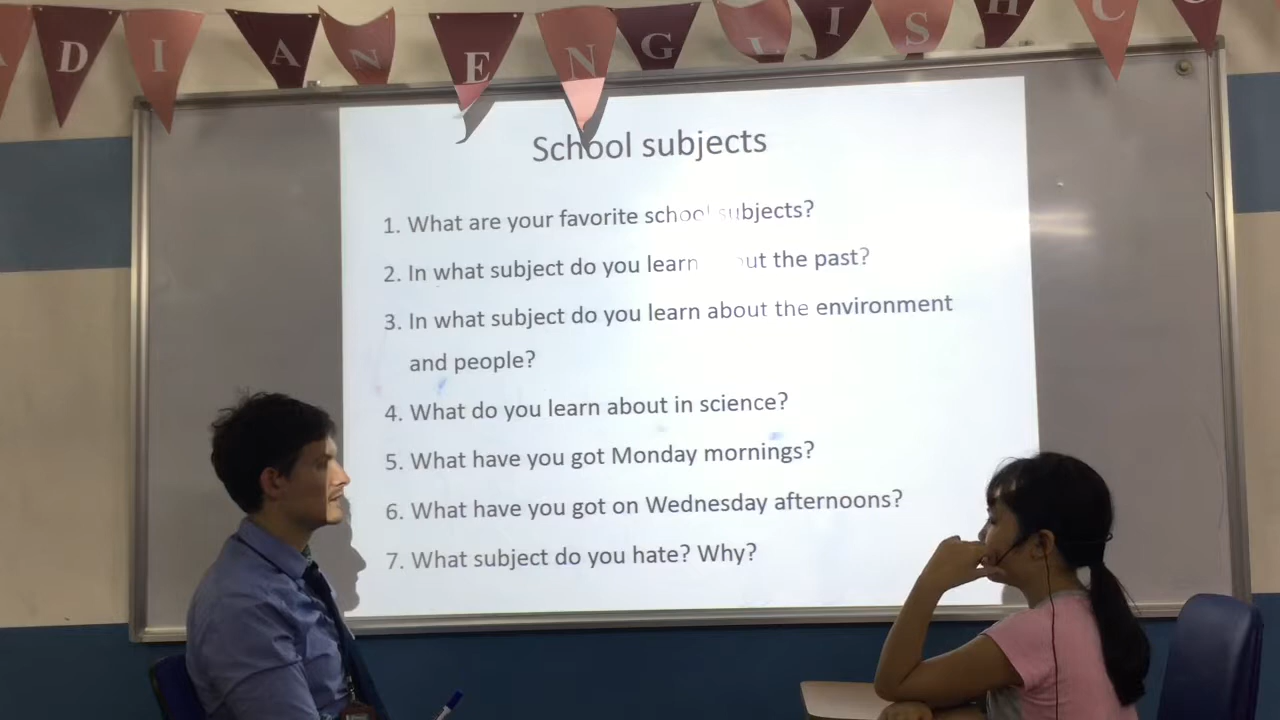 DIAN ENGLISH C
School subjects
1. What are your favorite school subjects?
2. In what subject do you learn the past?
3. In what subject do you learn about the environment
and people?
4. What do you learn about in science?
5. What have you got Monday mornings?
6. What have you got on Wednesday afternoons?
7. What subject do you hate? Why?